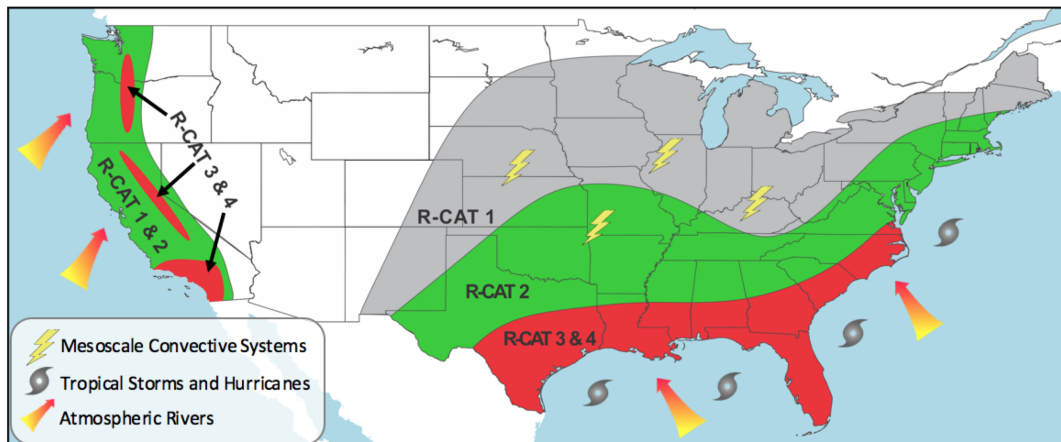 R-CAT 3 & 4
R-CAT 1 & 2
R-CAT 1
R-CAT 2
R-CAT 3 & 4
Mesoscale Convective Systems
Tropical Storms and Hurricanes
Atmospheric Rivers